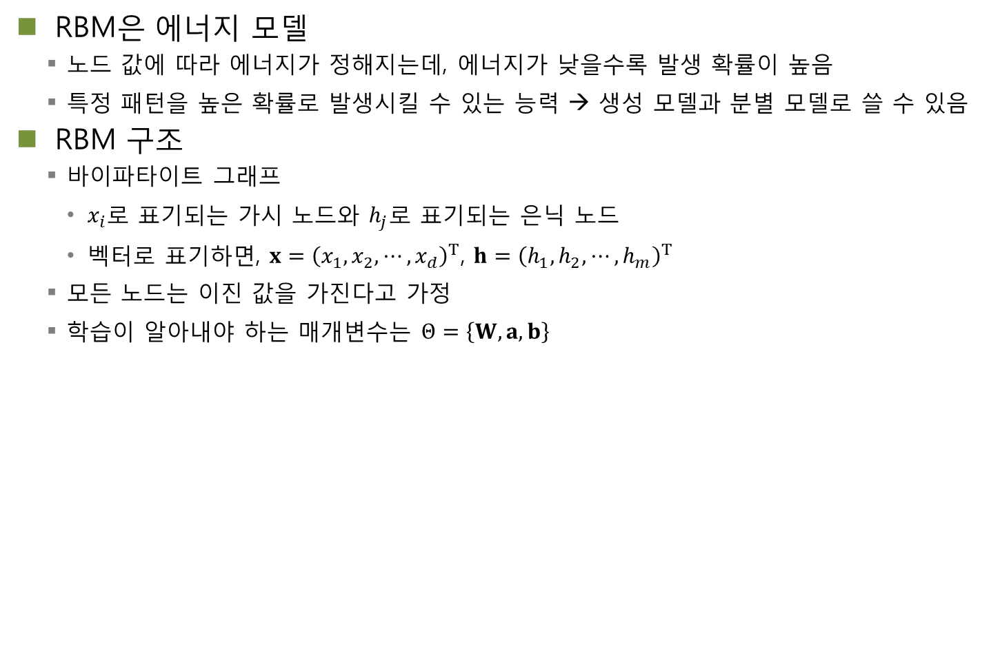 ■ RBM은 에너지 모델
▪ 노드 값에 따라 에너지가 정해지는데, 에너지가 낮을수록 발생 확률이 높음
▪ 특정 패턴을 높은 확률로 발생시킬 수 있는 능력 → 생성 모델과 분별 모델로 쓸 수 있음
■ RBM 구조
▪ 바이파타이트 그래프
• $x_i$로 표기되는 가시 노드와 $h_j$로 표기되는 은닉 노드
• 벡터로 표기하면, $\mathbf{x} = (x_1, x_2, \cdots, x_d)^{\mathrm{T}}$, $\mathbf{h} = (h_1, h_2, \cdots, h_m)^{\mathrm{T}}$
▪ 모든 노드는 이진 값을 가진다고 가정
▪ 학습이 알아내야 하는 매개변수는 $\Theta = \{\mathbf{W}, \mathbf{a}, \mathbf{b}\}$